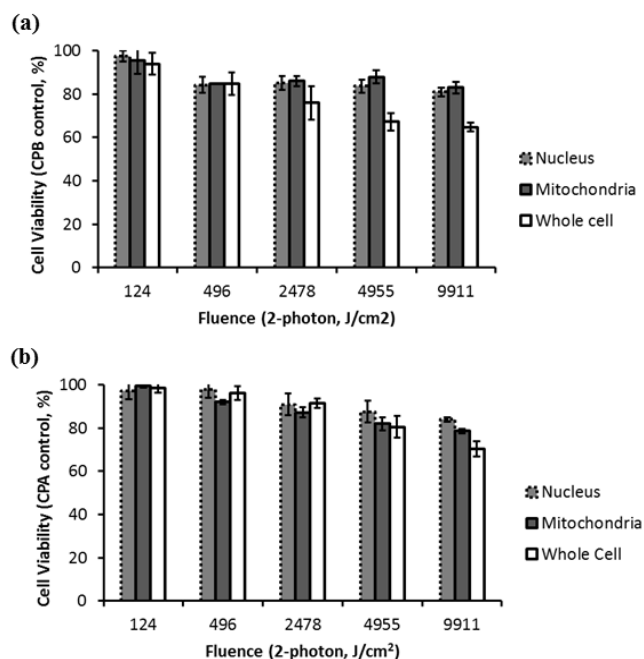 (a)
Cell Viability (CPB control, %)
100
80
60
40
20
0
124 496 2478 4955 9911
Fluence (2-photon, J/cm2)
Nucleus
Mitochondria
Whole cell
(b)
Cell Viability (CPA control, %)
100
80
60
40
20
0
124 496 2478 4955 9911
Fluence (2-photon, J/cm²)
Nucleus
Mitochondria
Whole Cell